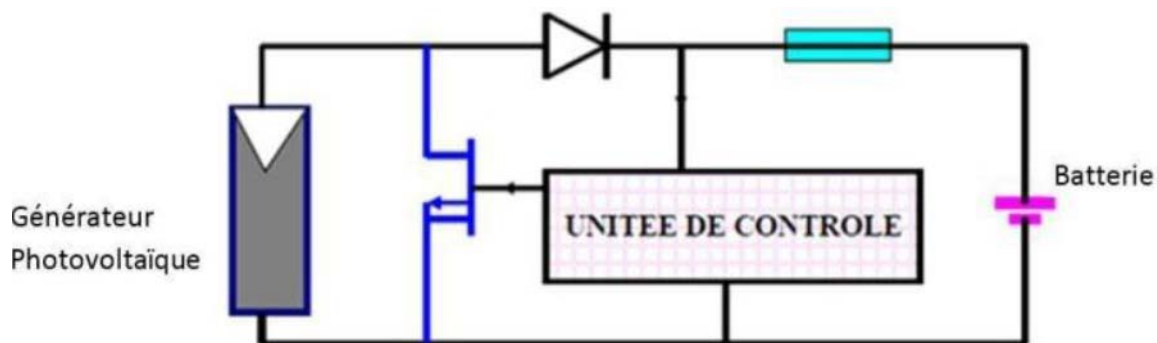 Générateur
Photovoltaïque
UNITEE DE CONTROLE
Batterie